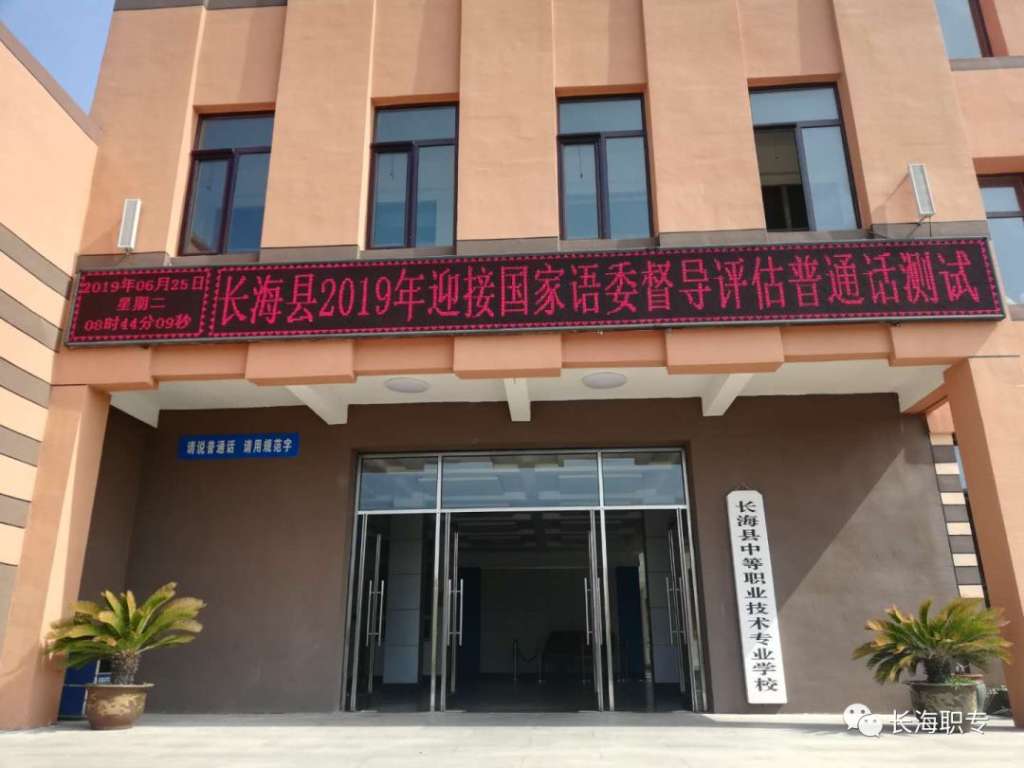 2019年06月25日
星期二
08时44分09秒
长海县2019年迎接国家语委督导评估普通话测试
请说普通话 请用规范字
长海县中等职业技术专业学校
长海职专